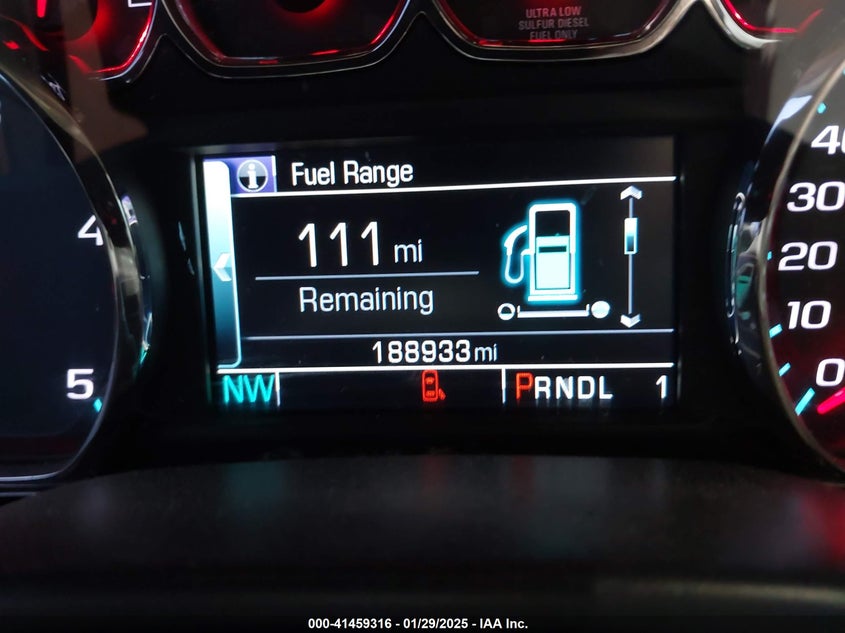 ULTRA LOW
SULFUR DIESEL
FUEL ONLY
Fuel Range
111 mi
Remaining
188933 mi
NW PRNDL 1
4
5
40
30
20
10
0
000-41459316 - 01/29/2025 - IAA Inc.